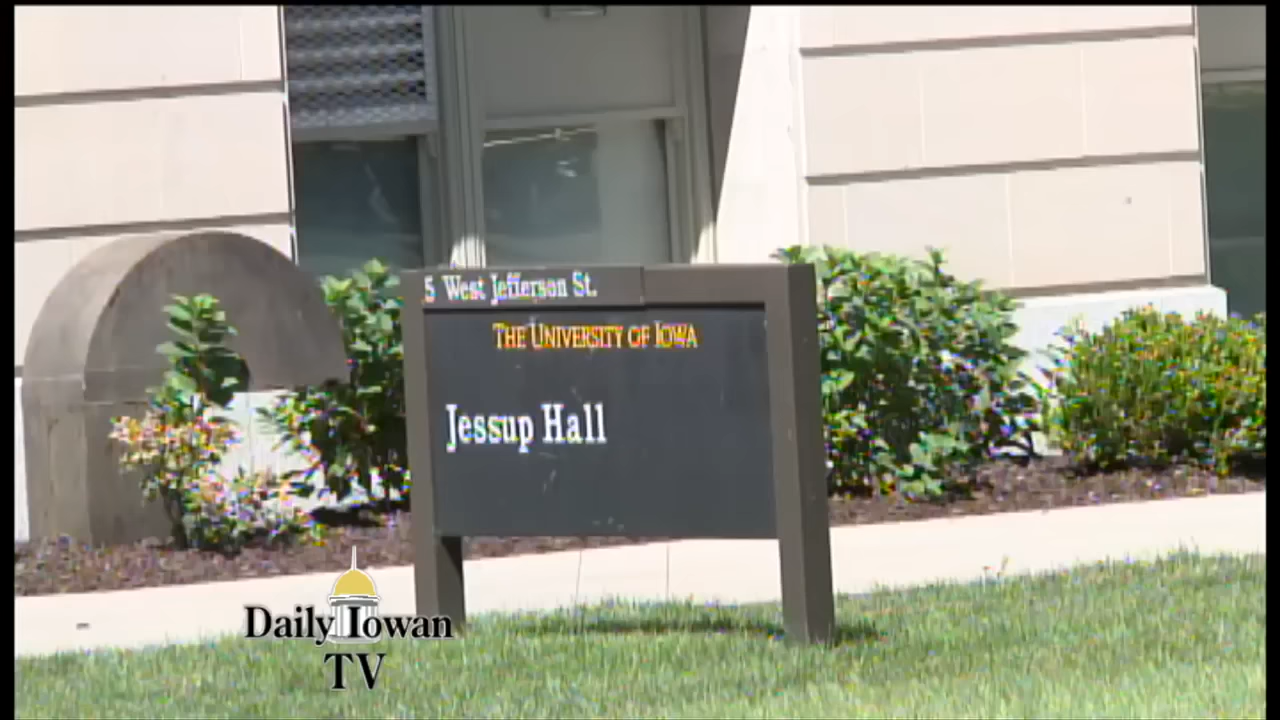 5 West Jefferson St.
THE UNIVERSITY OF IOWA
Jessup Hall
Daily Iowan
TV